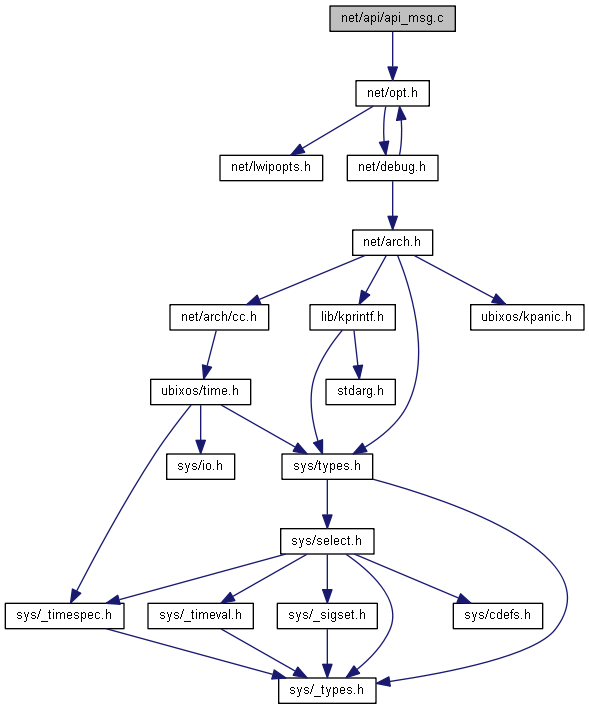 net/api/api_msg.c
net/opt.h
net/lwipopts.h
net/debug.h
net/arch.h
net/arch/cc.h
lib/kprintf.h
ubixos/kpanic.h
ubixos/time.h
stdarg.h
sys/io.h
sys/types.h
sys/select.h
sys/_timespec.h
sys/_timeval.h
sys/_sigset.h
sys/cdefs.h
sys/_types.h